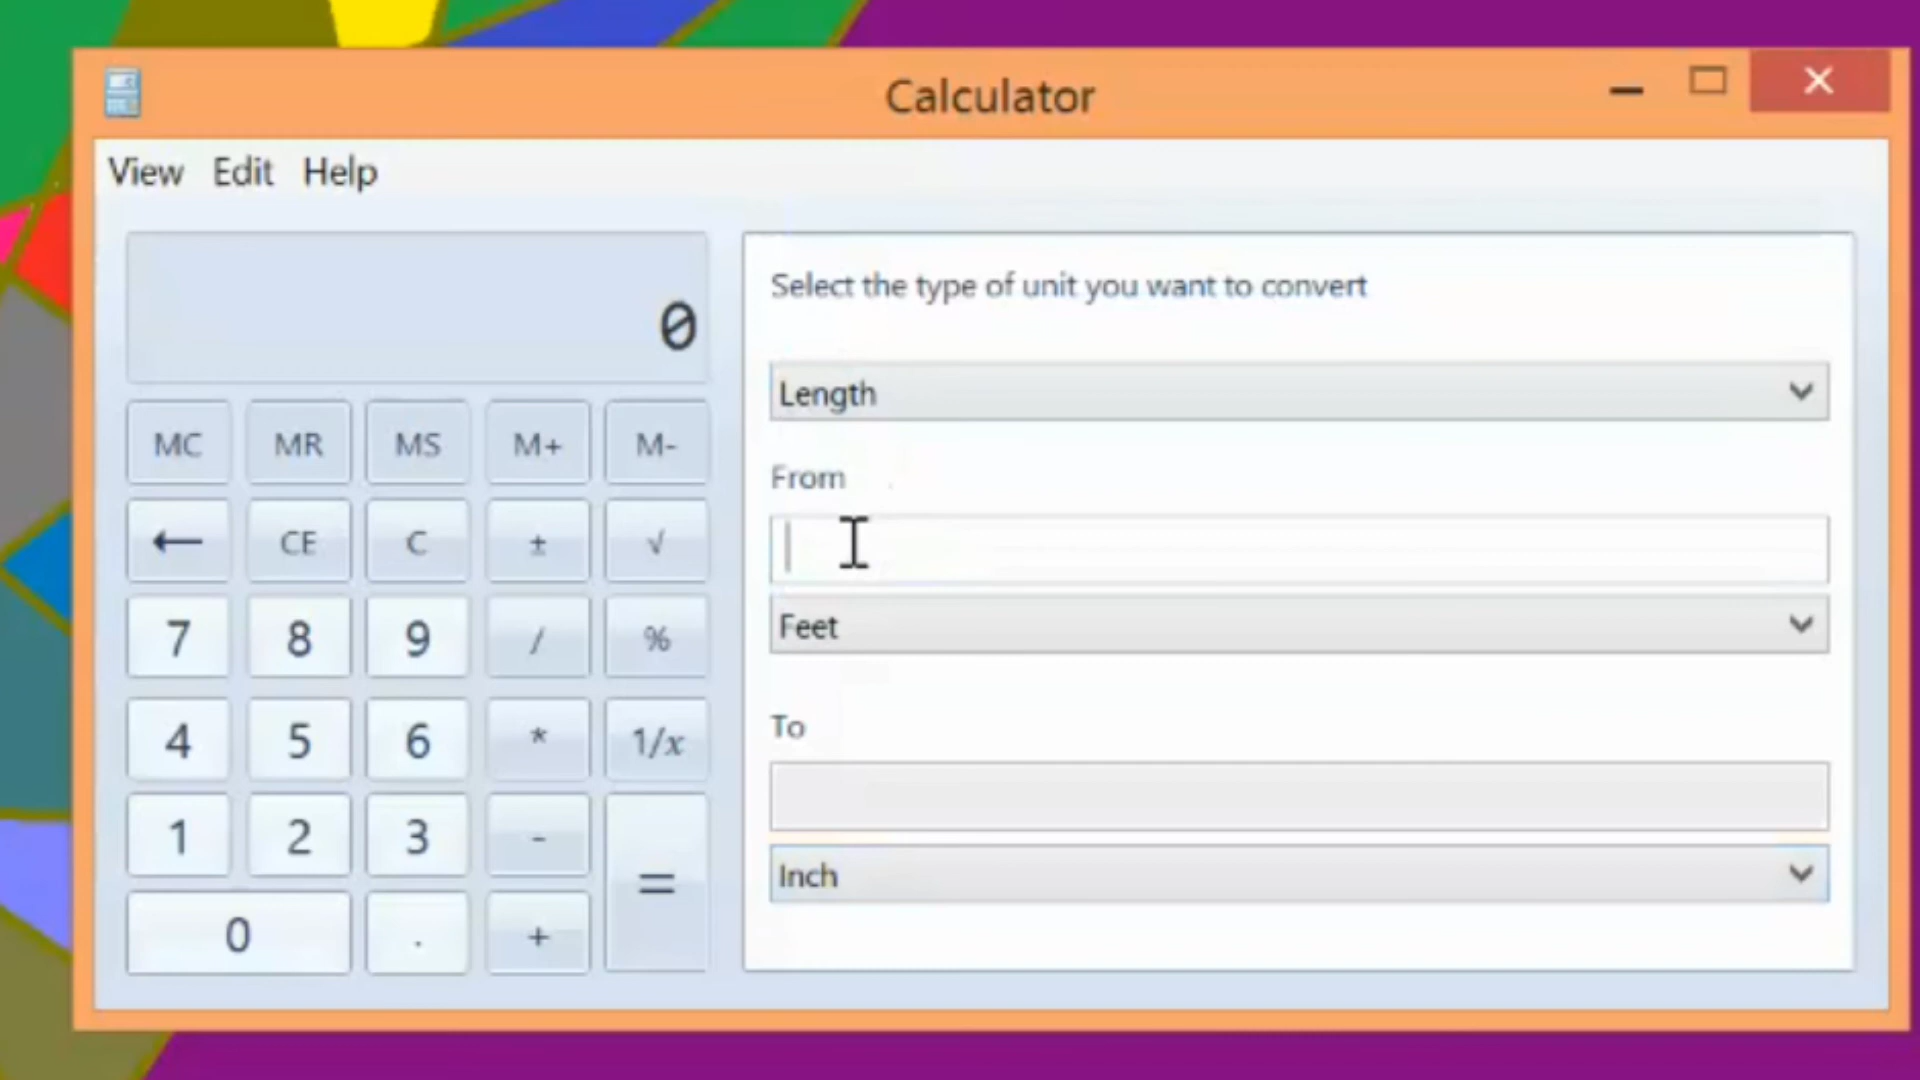 Calculator
View Edit Help
0
MC MR MS M+ M-
← CE C ± √
7 8 9 / %
4 5 6 * 1/x
1 2 3 - =
0 . +
Select the type of unit you want to convert
Length
From
Feet
To
Inch